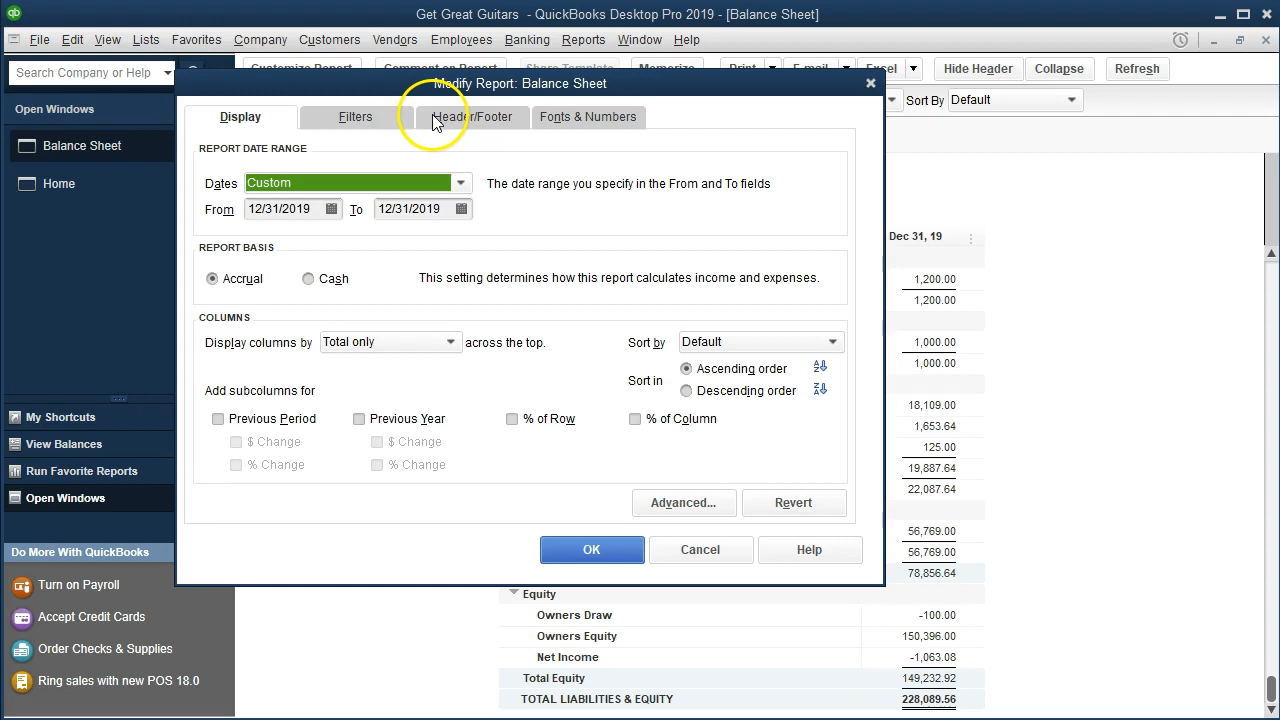 Get Great Guitars - QuickBooks Desktop Pro 2019 - [Balance Sheet]
File Edit View Lists Favorites Company Customers Vendors Employees Banking Reports Window Help
Search Company or Help
Customize Report Comment on Report Share Template Memorize Print E-mail Excel Hide Header Collapse Refresh
Modify Report: Balance Sheet
Sort By Default
Open Windows
Balance Sheet
Home
Display Filters Header/Footer Fonts & Numbers
REPORT DATE RANGE
Dates Custom The date range you specify in the From and To fields
From 12/31/2019 To 12/31/2019
REPORT BASIS
Accrual Cash This setting determines how this report calculates income and expenses.
COLUMNS
Display columns by Total only across the top. Sort by Default
Ascending order
Sort in
Descending order
Add subcolumns for
Previous Period Previous Year % of Row % of Column
$ Change $ Change
% Change % Change
Advanced... Revert
OK Cancel Help
Dec 31, 19
1,200.00
1,200.00
1,000.00
1,000.00
18,109.00
1,653.64
125.00
19,887.64
22,087.64
56,769.00
56,769.00
78,856.64
Equity
Owners Draw -100.00
Owners Equity 150,396.00
Net Income -1,063.08
Total Equity 149,232.92
TOTAL LIABILITIES & EQUITY 228,089.56
My Shortcuts
View Balances
Run Favorite Reports
Open Windows
Do More With QuickBooks
Turn on Payroll
Accept Credit Cards
Order Checks & Supplies
Ring sales with new POS 18.0